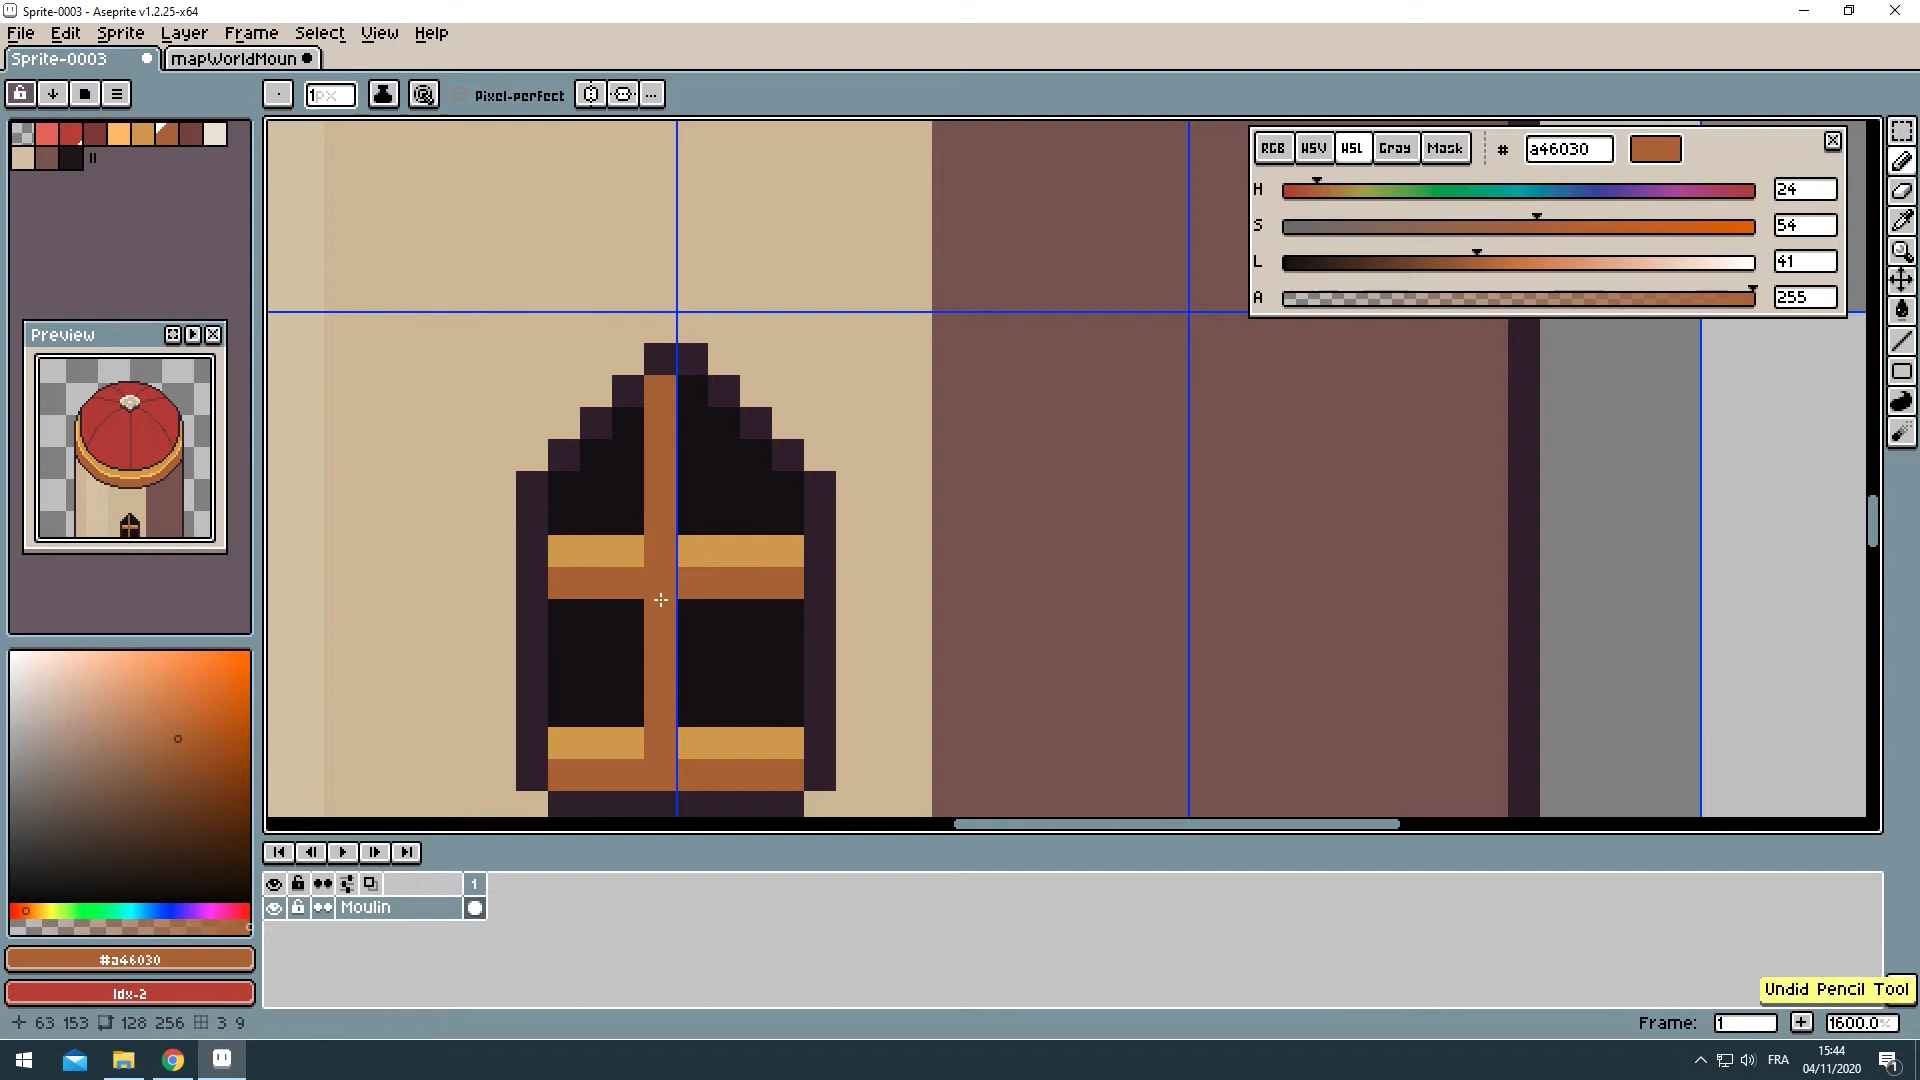 Sprite-0003 - Aseprite v1.2.25-x64
File Edit Sprite Layer Frame Select View Help
Sprite-0003 mapWorldMoun
1px Pixel-perfect ...
RGB HSV HSL Gray Mask # a46030
H 24
S 54
L 41
A 255
Preview
1
Moulin
#a46030
Idx-2
Undid Pencil Tool
63 153 128 256 3 9
Frame: 1 + 1600.0%
FRA
15:44
04/11/2020
1